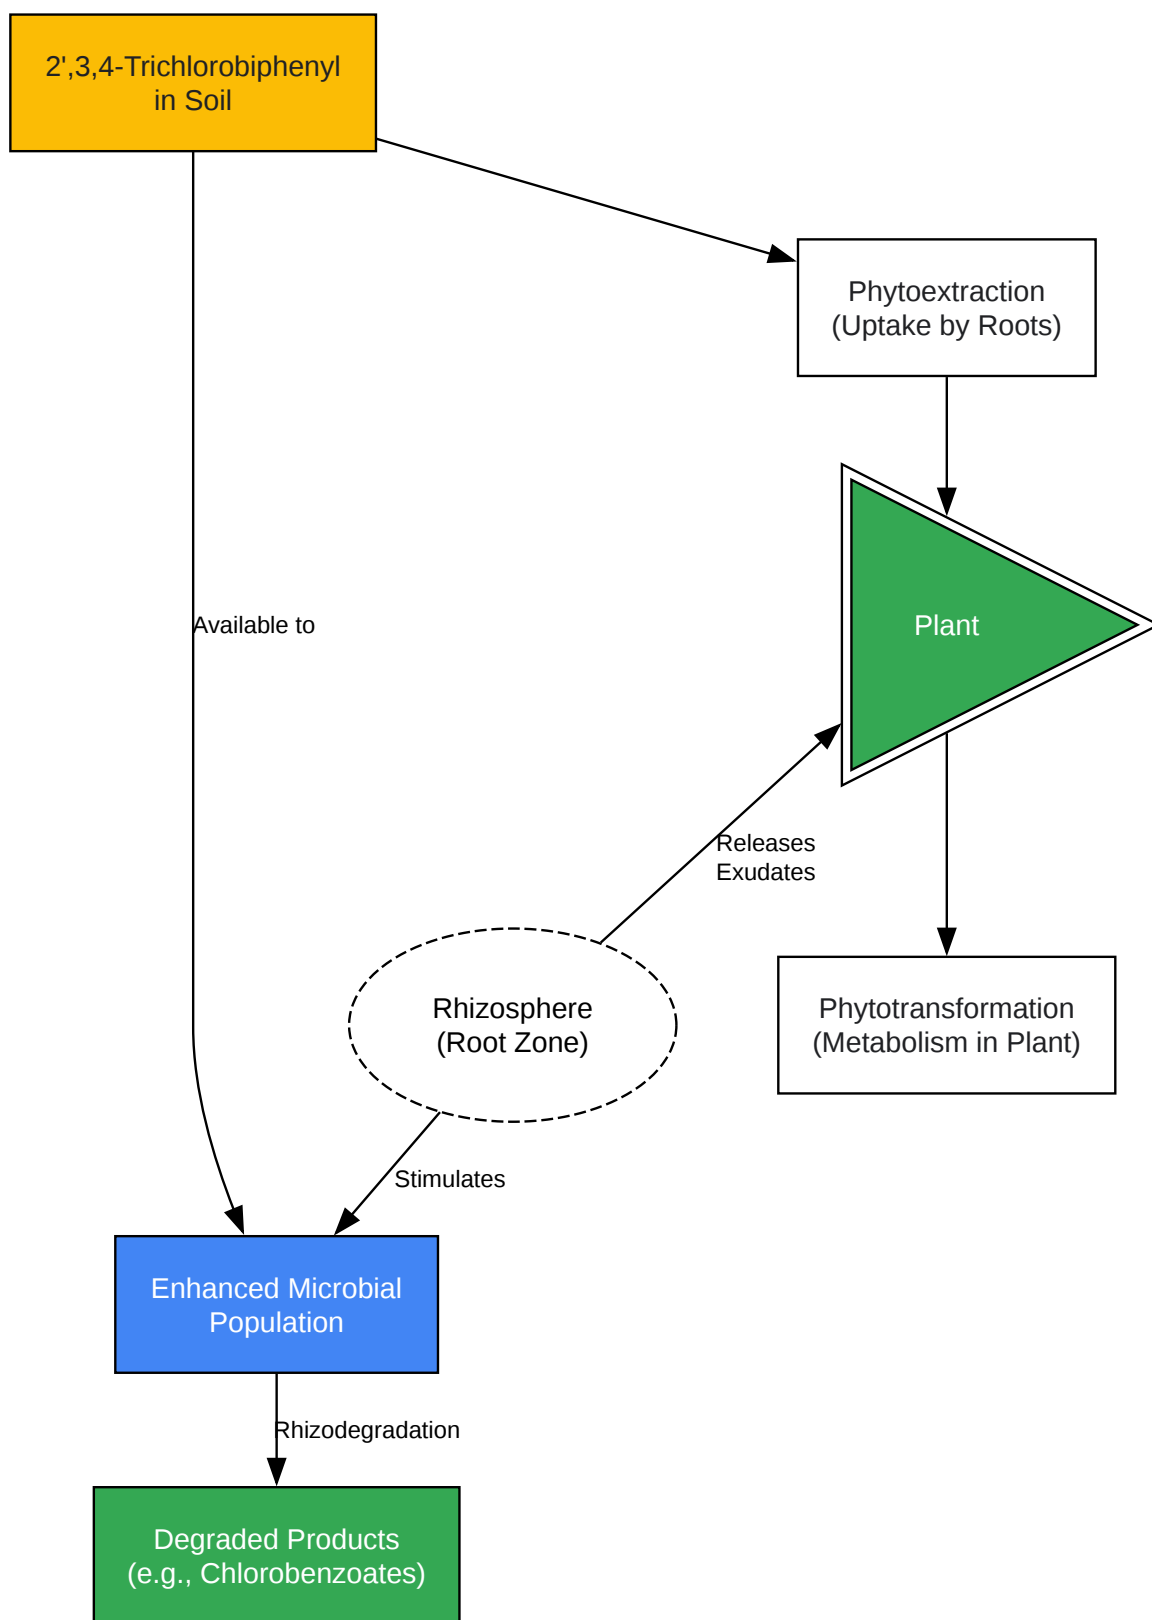 2',3,4-Trichlorobiphenyl
in Soil
Phytoextraction
(Uptake by Roots)
Available to
Plant
Releases
Exudates
Rhizosphere
(Root Zone)
Phytotransformation
(Metabolism in Plant)
Stimulates
Enhanced Microbial
Population
Rhizodegradation
Degraded Products
(e.g., Chlorobenzoates)